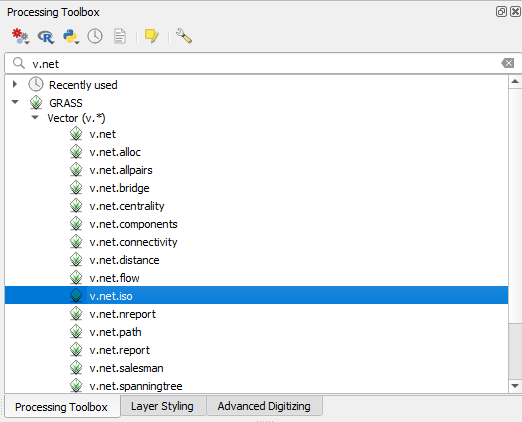 Processing Toolbox
v.net
Recently used
GRASS
Vector (v.*)
v.net
v.net.alloc
v.net.allpairs
v.net.bridge
v.net.centrality
v.net.components
v.net.connectivity
v.net.distance
v.net.flow
v.net.iso
v.net.nreport
v.net.path
v.net.report
v.net.salesman
v.net.spanningtree
Processing Toolbox Layer Styling Advanced Digitizing